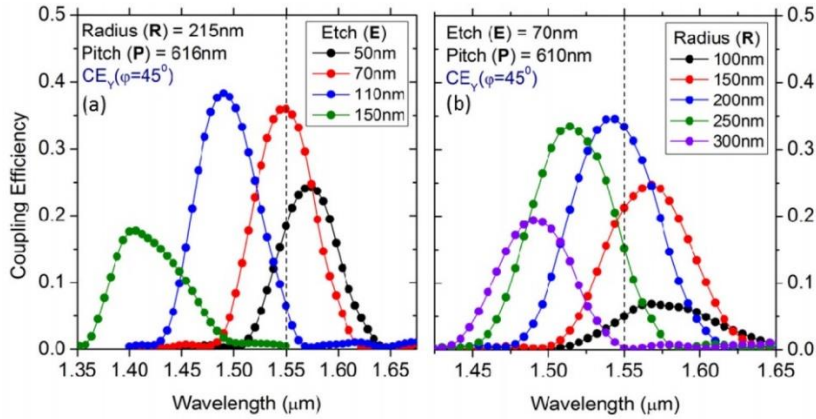 Radius (R) = 215nm
Pitch (P) = 616nm
CE_Y(φ=45⁰)
(a)
Etch (E)
50nm
70nm
110nm
150nm
Coupling Efficiency
0.5
0.4
0.3
0.2
0.1
0.0
1.35 1.40 1.45 1.50 1.55 1.60 1.65
Wavelength (μm)
Etch (E) = 70nm
Pitch (P) = 610nm
CE_Y(φ=45⁰)
(b)
Radius (R)
100nm
150nm
200nm
250nm
300nm
0.5
0.4
0.3
0.2
0.1
0.0
1.45 1.50 1.55 1.60 1.65
Wavelength (μm)